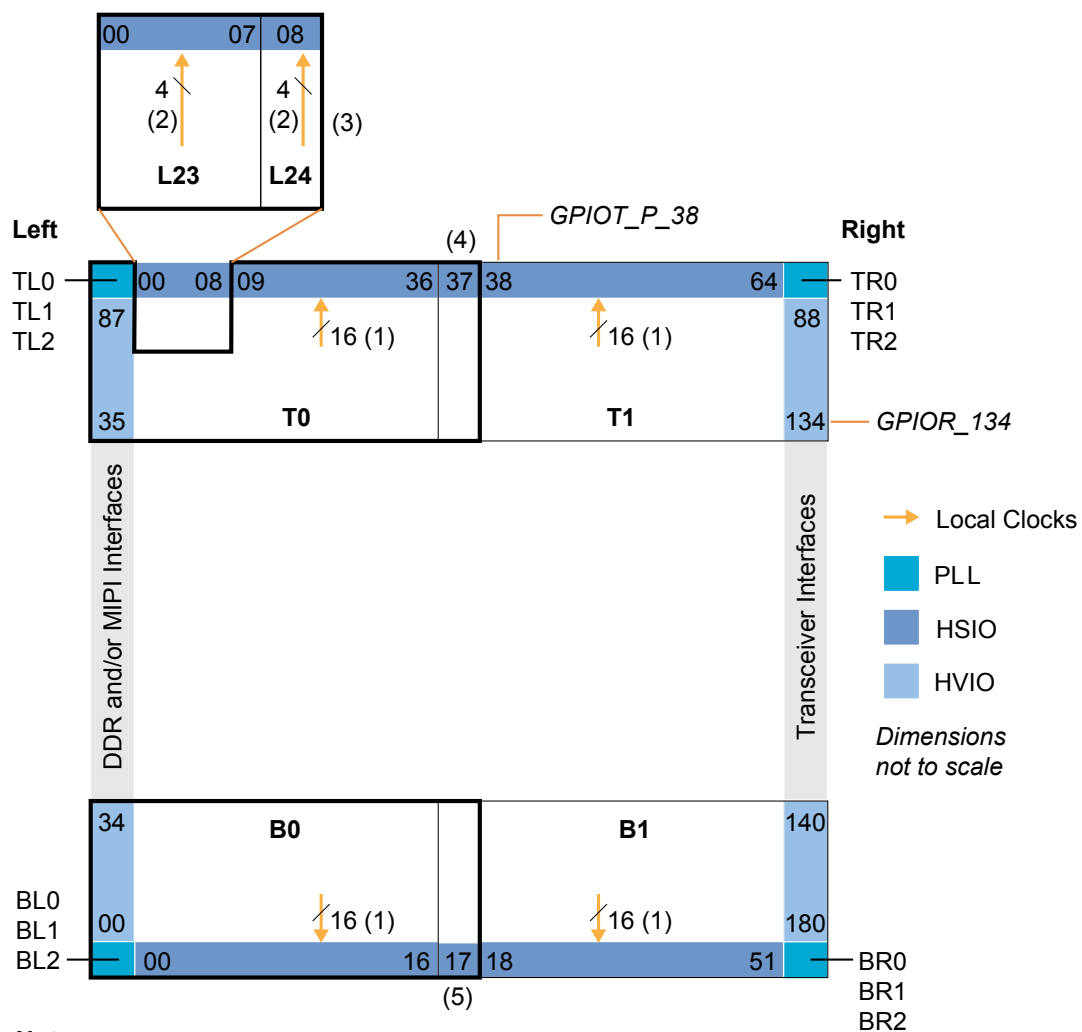 00 07 08
4 4
(2) (2) (3)
L23 L24
Left
GPIOT_P_38
Right
(4)
TL0
TL1
TL2
00 08 09 36 37 38 64
TR0
TR1
TR2
87
16 (1)
16 (1)
88
35
T0
T1
134
GPIOR_134
DDR and/or MIPI Interfaces
Transceiver Interfaces
Local Clocks
PLL
HSIO
HVIO
Dimensions
not to scale
34
B0
B1
140
BL0
BL1
BL2
00
16 (1)
16 (1)
180
00 16 17 18 51
(5)
BR0
BR1
BR2